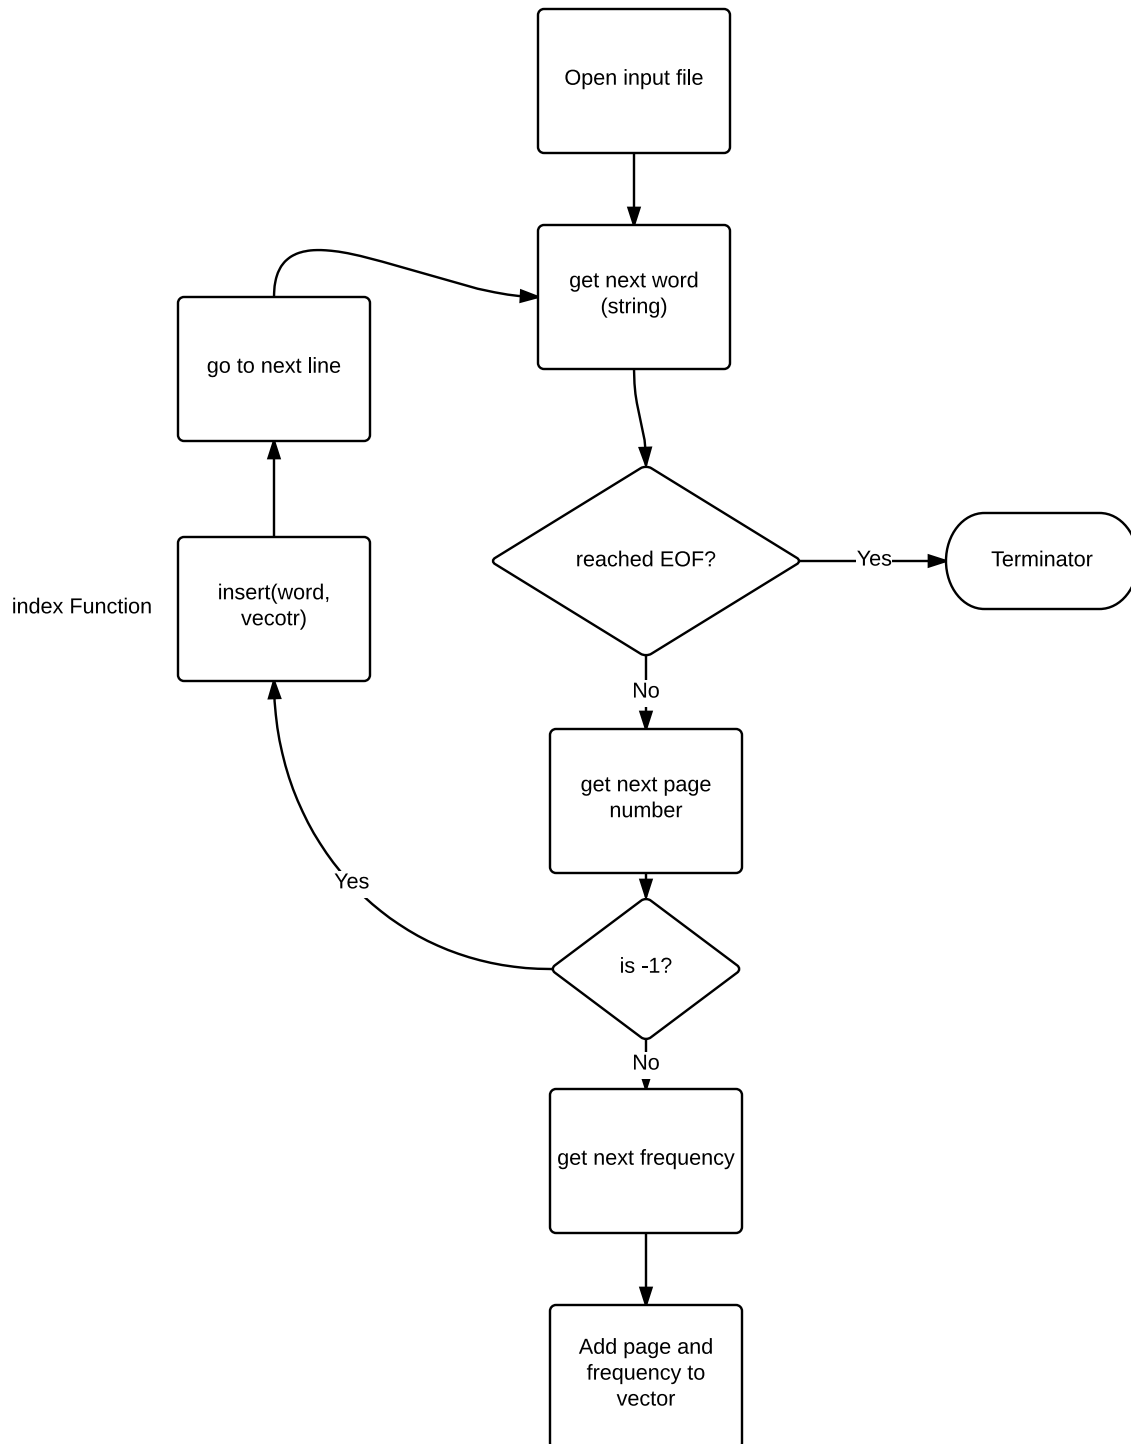 Open input file
get next word
(string)
go to next line
reached EOF?
Yes
Terminator
index Function
insert(word,
vecotr)
No
get next page
number
Yes
is -1?
No
get next frequency
Add page and
frequency to
vector